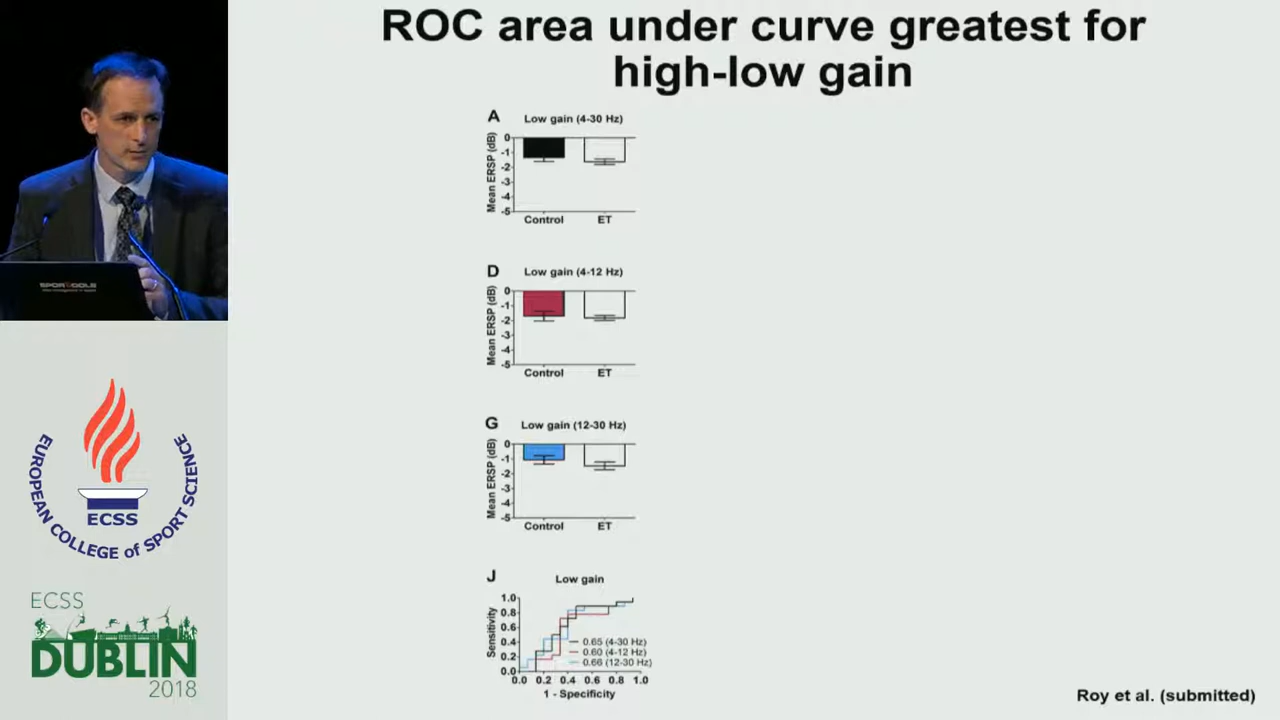 ROC area under curve greatest for
high-low gain
A Low gain (4-30 Hz)
Mean ERSP (dB)
0
-1
-2
-3
-4
-5
Control ET
D Low gain (4-12 Hz)
Mean ERSP (dB)
0
-1
-2
-3
-4
-5
Control ET
G Low gain (12-30 Hz)
Mean ERSP (dB)
0
-1
-2
-3
-4
-5
Control ET
J Low gain
Sensitivity
1.0
0.8
0.6
0.4
0.2
0.0
0.65 (4-30 Hz)
0.60 (4-12 Hz)
0.66 (12-30 Hz)
0.0 0.2 0.4 0.6 0.8 1.0
1 - Specificity
Roy et al. (submitted)
EUROPEAN COLLEGE of SPORT SCIENCE
ECSS
ECSS
DUBLIN
2018